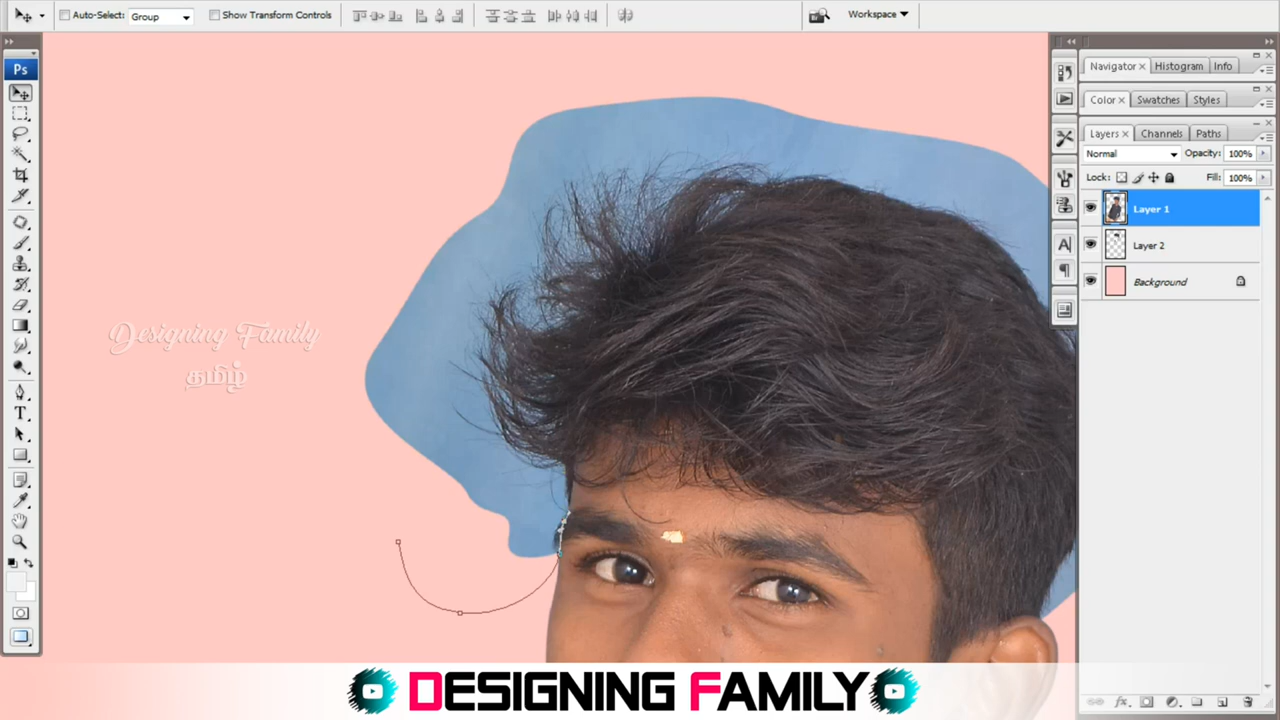 Auto-Select: Group Show Transform Controls Workspace
Ps
Navigator × Histogram Info
Color × Swatches Styles
Layers × Channels Paths
Normal Opacity: 100%
Lock: Fill: 100%
Layer 1
Layer 2
Background
Designing Family
தமிழ்
DESIGNING FAMILY